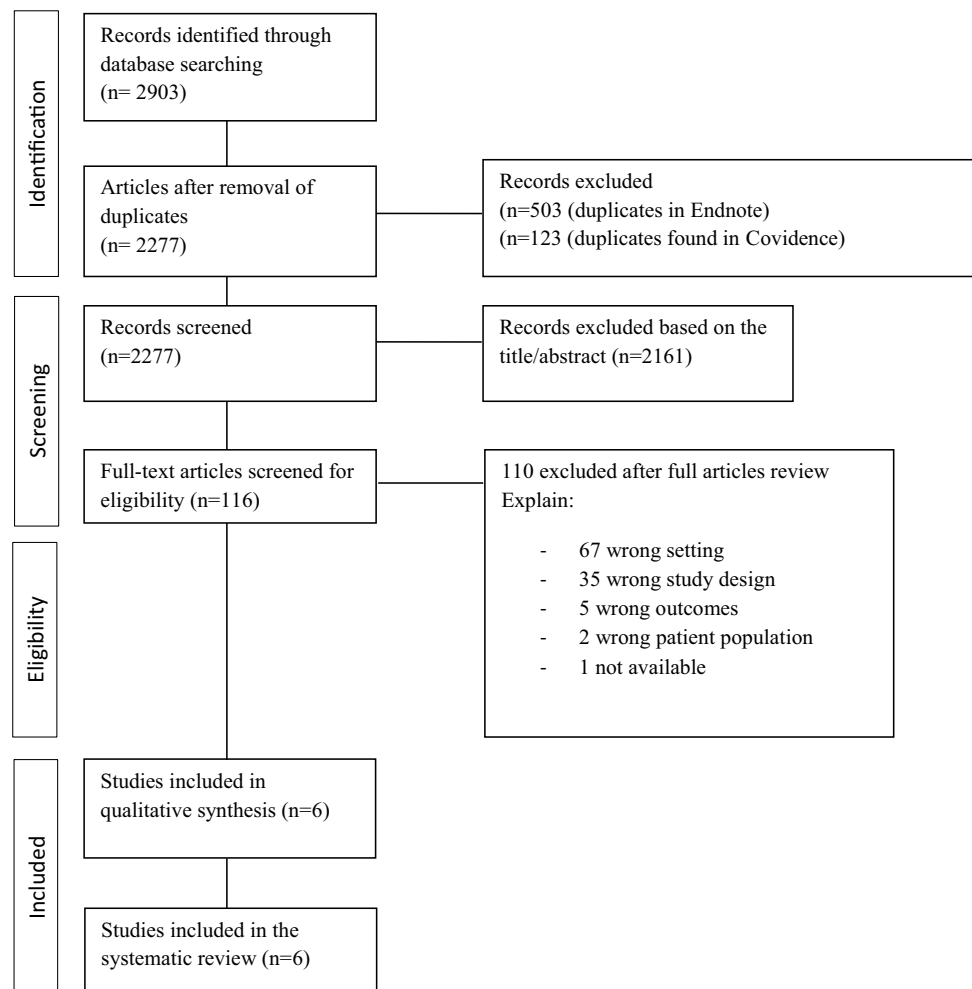 Identification
Records identified through
database searching
(n= 2903)
Articles after removal of
duplicates
(n= 2277)
Records excluded
(n=503 (duplicates in Endnote)
(n=123 (duplicates found in Covidence)
Screening
Records screened
(n=2277)
Records excluded based on the
title/abstract (n=2161)
Full-text articles screened for
eligibility (n=116)
110 excluded after full articles review
Explain:
- 67 wrong setting
- 35 wrong study design
- 5 wrong outcomes
- 2 wrong patient population
- 1 not available
Eligibility
Included
Studies included in
qualitative synthesis (n=6)
Studies included in the
systematic review (n=6)